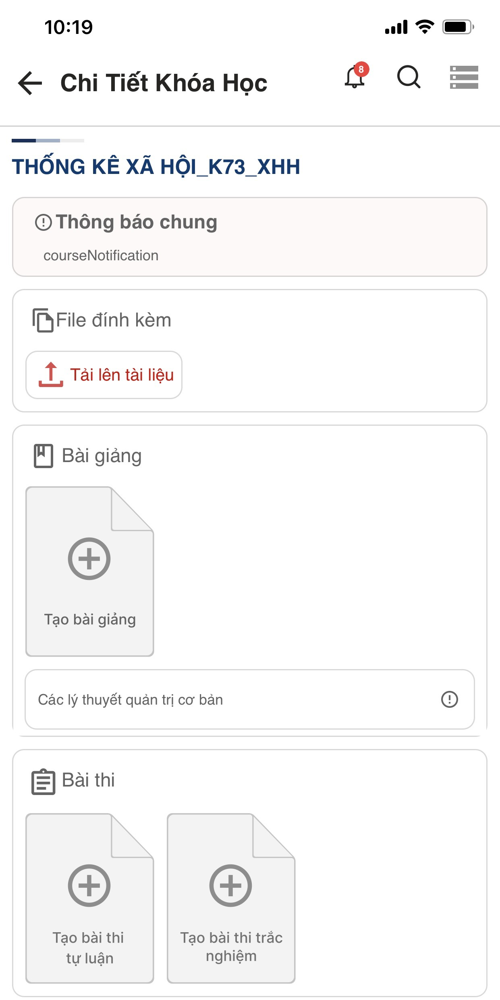 10:19
Chi Tiết Khóa Học
8
THỐNG KÊ XÃ HỘI_K73_XHH
Thông báo chung
courseNotification
File đính kèm
Tải lên tài liệu
Bài giảng
Tạo bài giảng
Các lý thuyết quản trị cơ bản
Bài thi
Tạo bài thi
tự luận
Tạo bài thi trắc
nghiệm